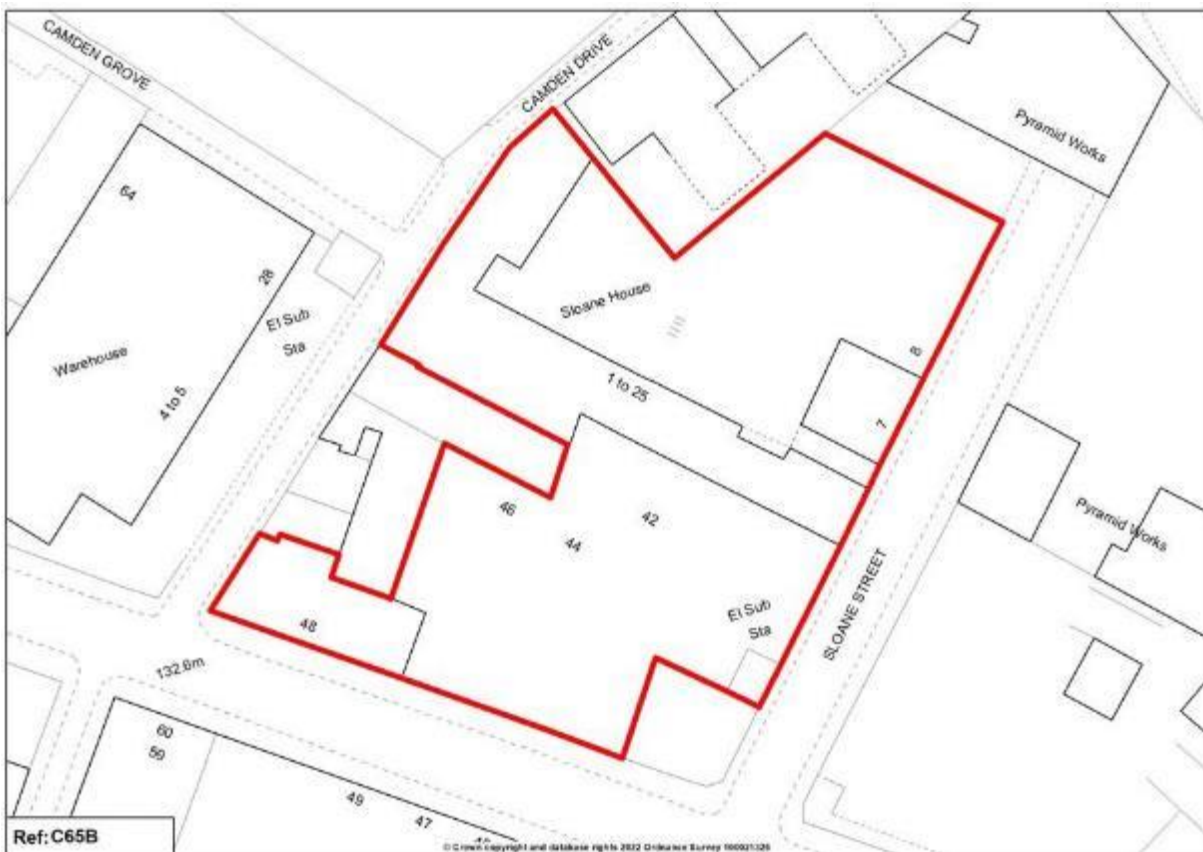 CAMDEN GROVE
CAMDEN DRIVE
Pyramid Works
64
28
El Sub
Sta
Warehouse
4 to 5
Sloane House
1 to 25
8
7
46
44
42
Pyramid Works
El Sub
Sta
SLOANE STREET
48
132.6m
60
59
49
47
Ref: C65B
© Crown copyright and database rights 2022 Ordnance Survey